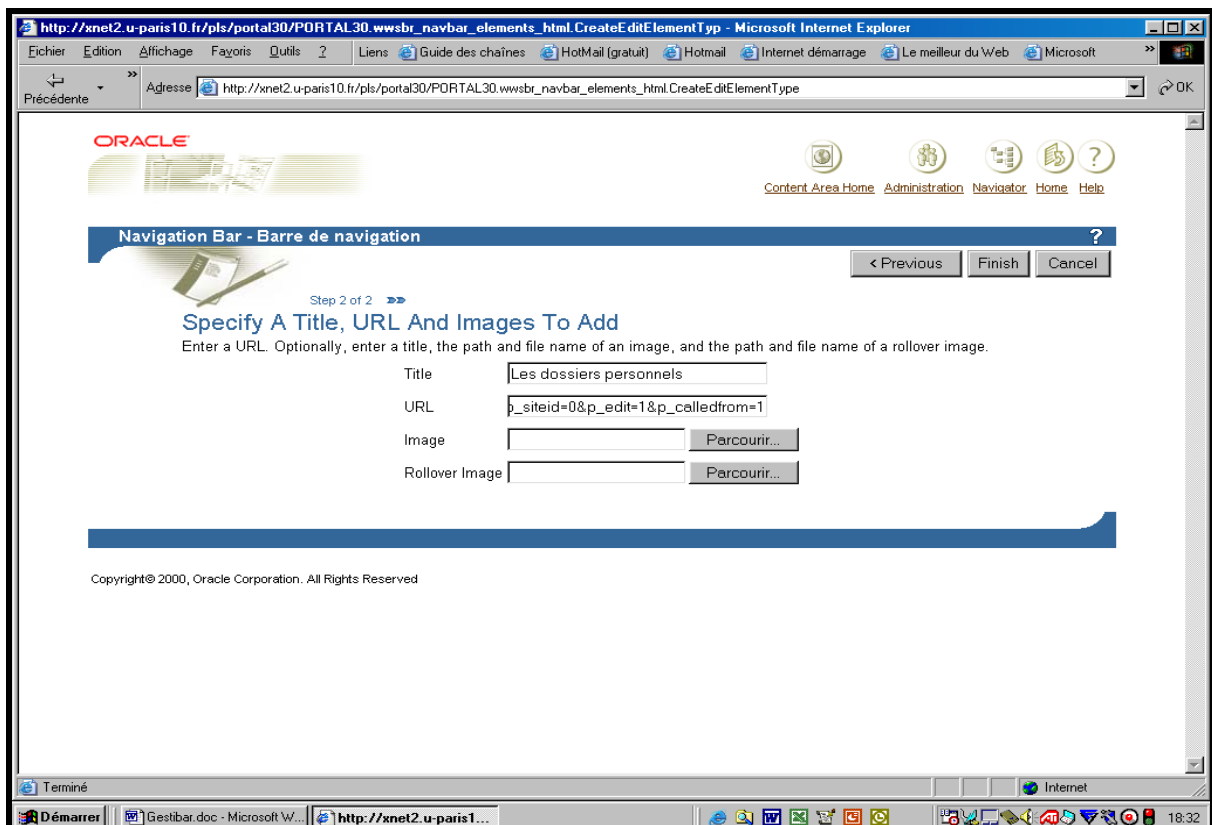 http://xnet2.u-paris10.fr/pls/portal30/PORTAL30.wwsbr_navbar_elements_html.CreateEditElementTyp - Microsoft Internet Explorer
Fichier Edition Affichage Favoris Outils ? Liens Guide des chaînes HotMail (gratuit) Hotmail Internet démarrage Le meilleur du Web Microsoft »
Précédente » Adresse http://xnet2.u-paris10.fr/pls/portal30/PORTAL30.wwsbr_navbar_elements_html.CreateEditElementType OK
ORACLE
Content Area Home Administration Navigator Home Help
Navigation Bar - Barre de navigation ?
< Previous Finish Cancel
Step 2 of 2
Specify A Title, URL And Images To Add
Enter a URL. Optionally, enter a title, the path and file name of an image, and the path and file name of a rollover image.
Title Les dossiers personnels
URL p_siteid=0&p_edit=1&p_calledfrom=1
Image Parcourir...
Rollover Image Parcourir...
Copyright© 2000, Oracle Corporation. All Rights Reserved
Terminé Internet
Démarrer Gestibar.doc - Microsoft W... http://xnet2.u-paris1... 18:32